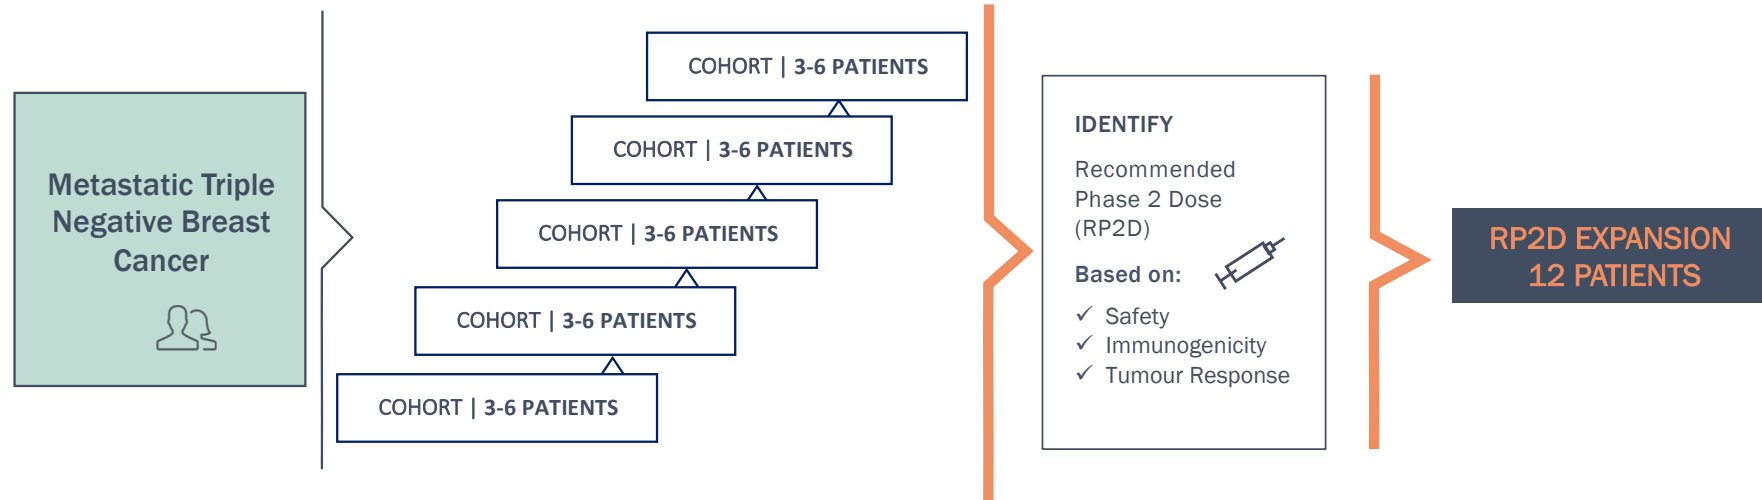 Metastatic Triple
Negative Breast
Cancer
COHORT | 3-6 PATIENTS
COHORT | 3-6 PATIENTS
COHORT | 3-6 PATIENTS
COHORT | 3-6 PATIENTS
COHORT | 3-6 PATIENTS
IDENTIFY
Recommended
Phase 2 Dose
(RP2D)
Based on:
✓ Safety
✓ Immunogenicity
✓ Tumour Response
RP2D EXPANSION
12 PATIENTS